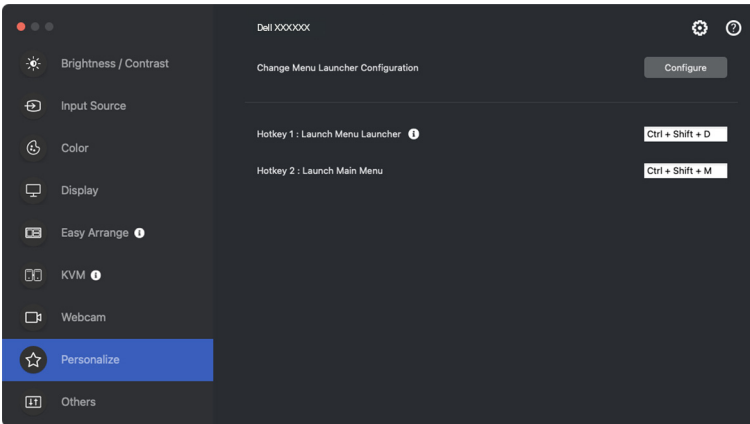 Dell XXXXXX
Brightness / Contrast
Change Menu Launcher Configuration
Configure
Input Source
Hotkey 1 : Launch Menu Launcher
Ctrl + Shift + D
Color
Hotkey 2 : Launch Main Menu
Ctrl + Shift + M
Display
Easy Arrange
KVM
Webcam
Personalize
Others